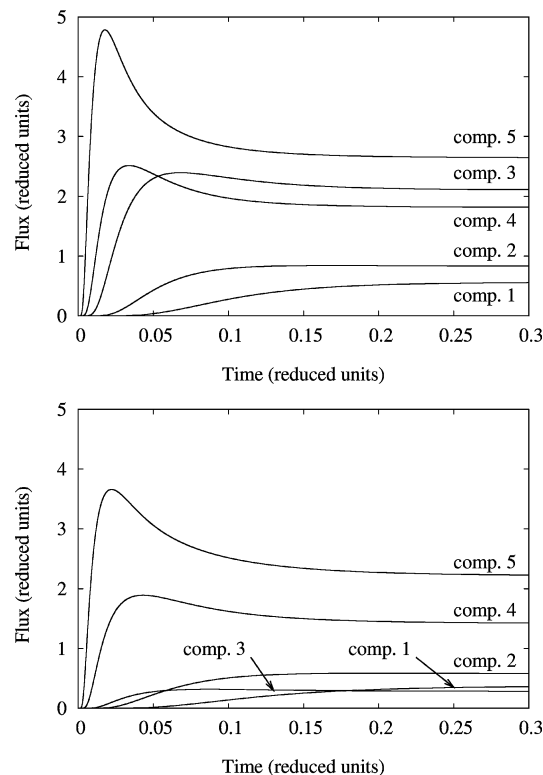 5
4
3
2
1
0
Flux (reduced units)
comp. 5
comp. 3
comp. 4
comp. 2
comp. 1
0 0.05 0.1 0.15 0.2 0.25 0.3
Time (reduced units)
5
4
3
2
1
0
Flux (reduced units)
comp. 5
comp. 4
comp. 3 comp. 1
comp. 2
0 0.05 0.1 0.15 0.2 0.25 0.3
Time (reduced units)